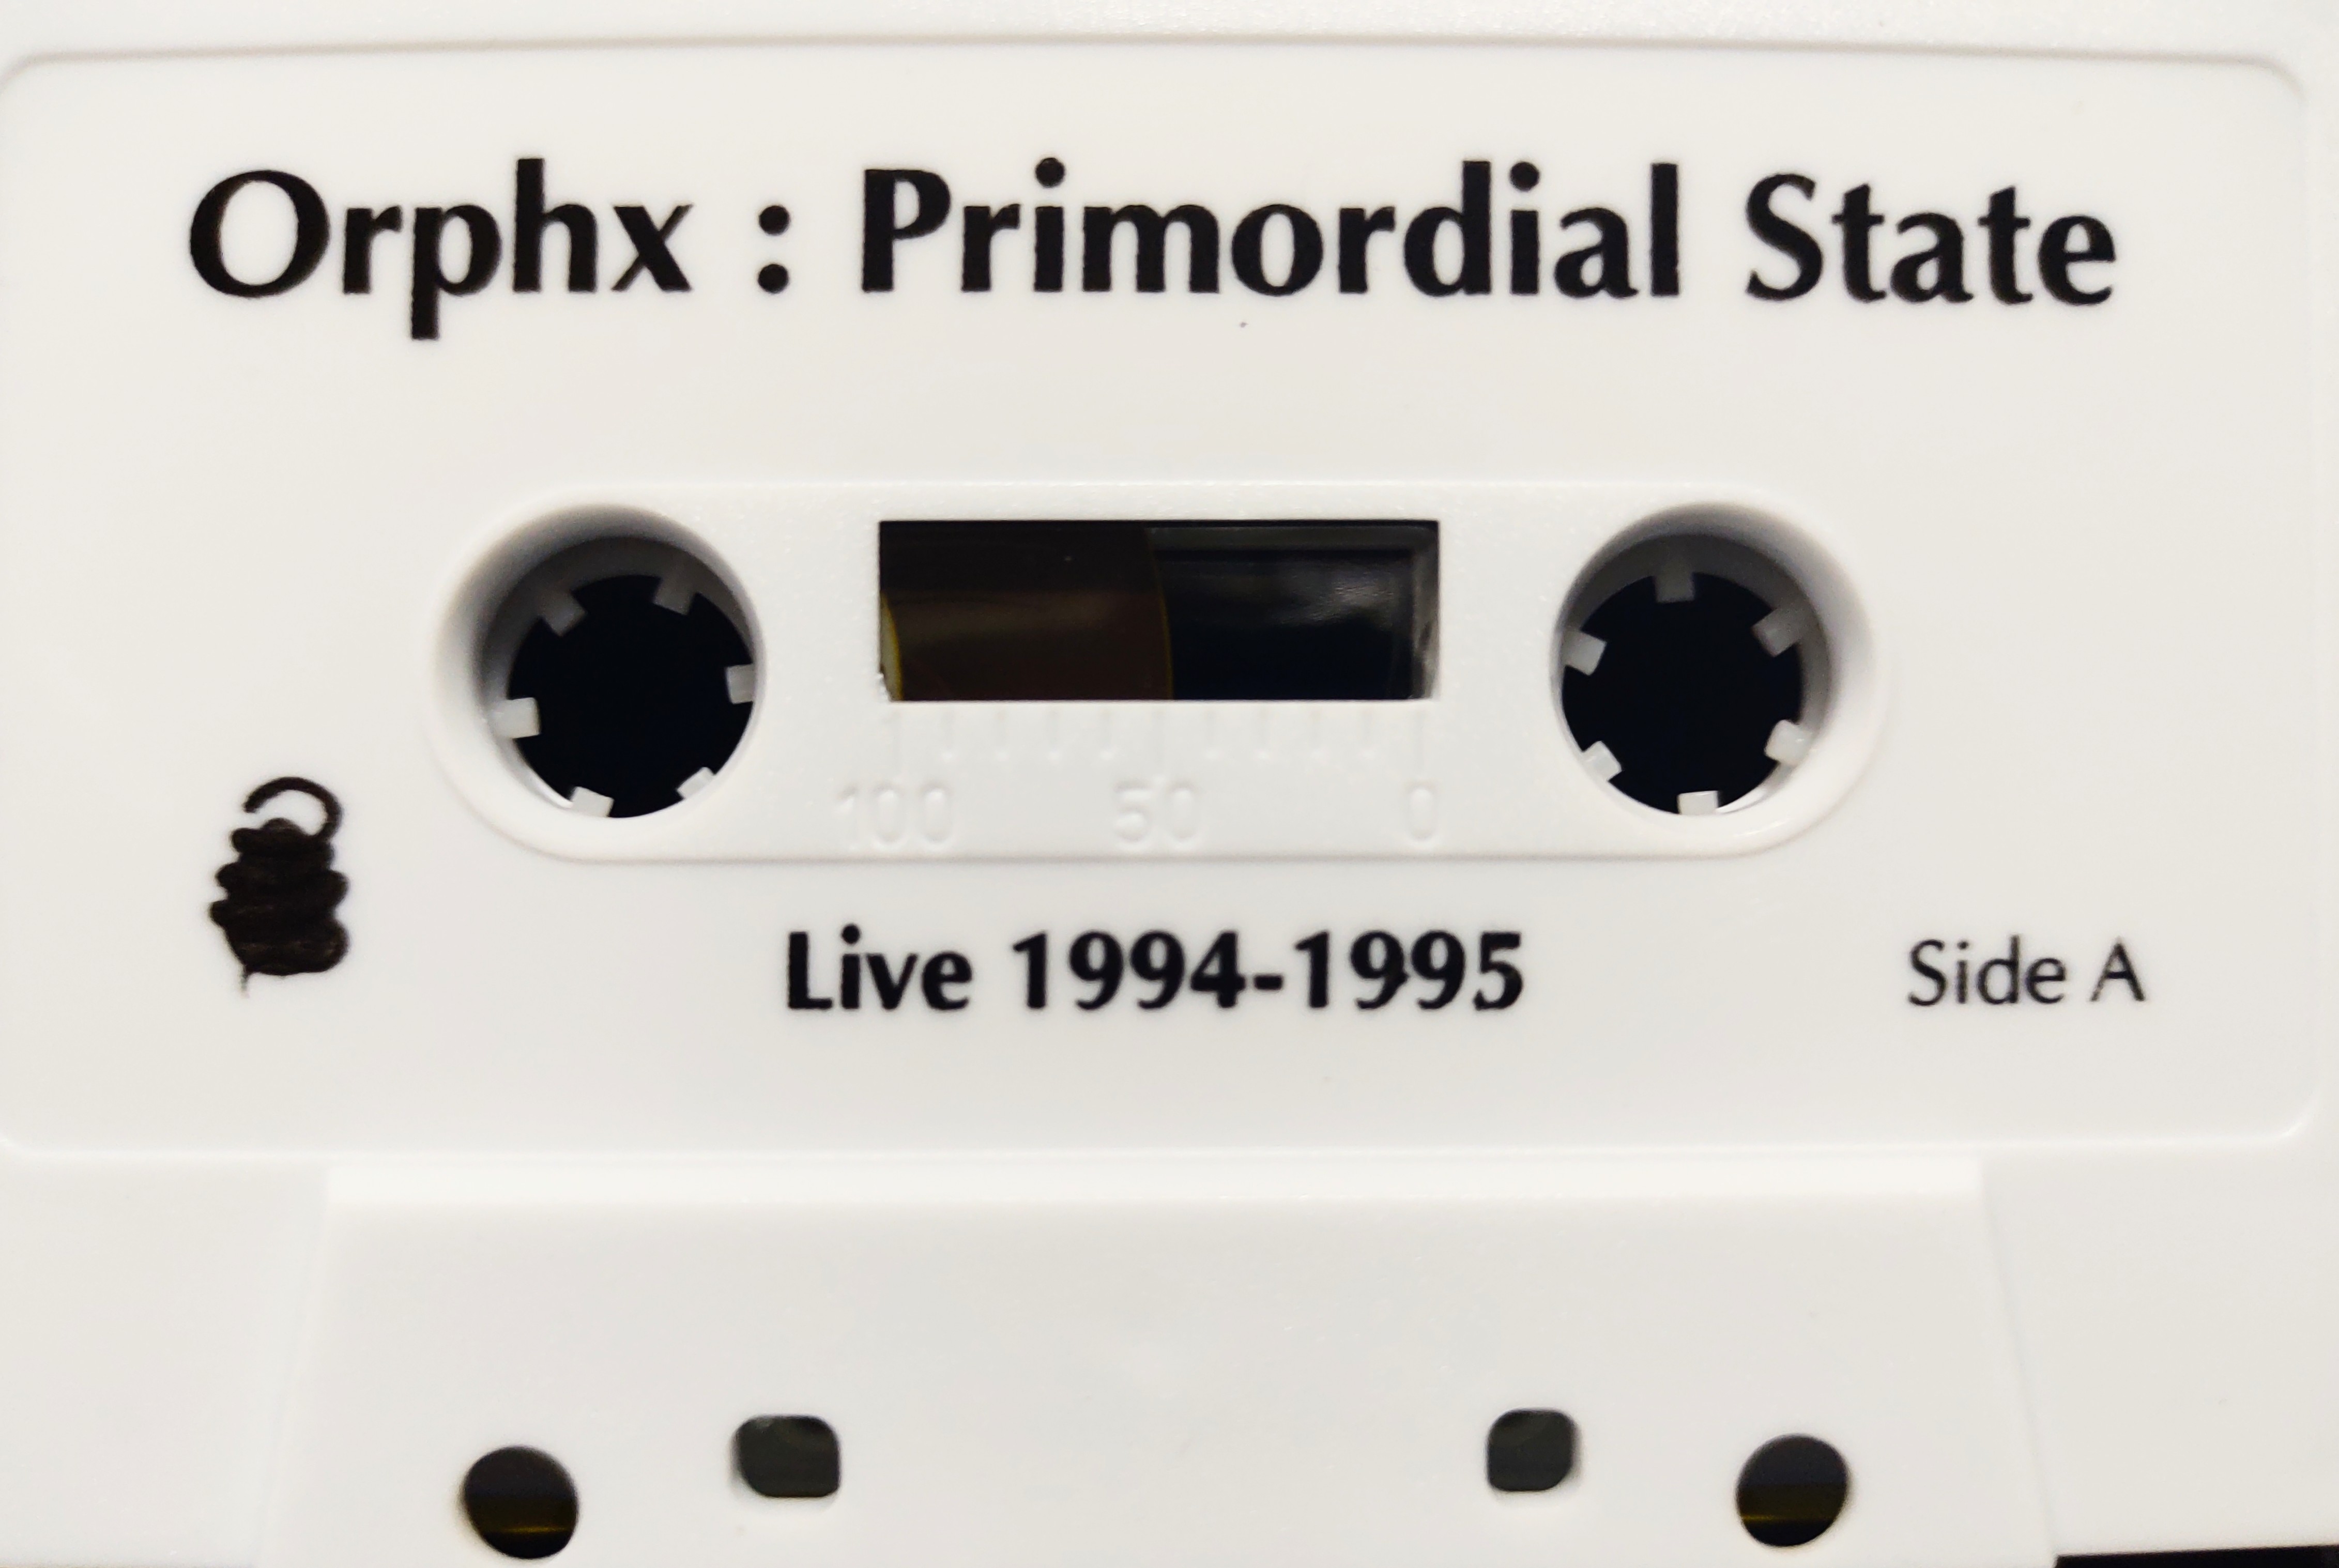 Orphx : Primordial State
100 50 0
Live 1994-1995
Side A